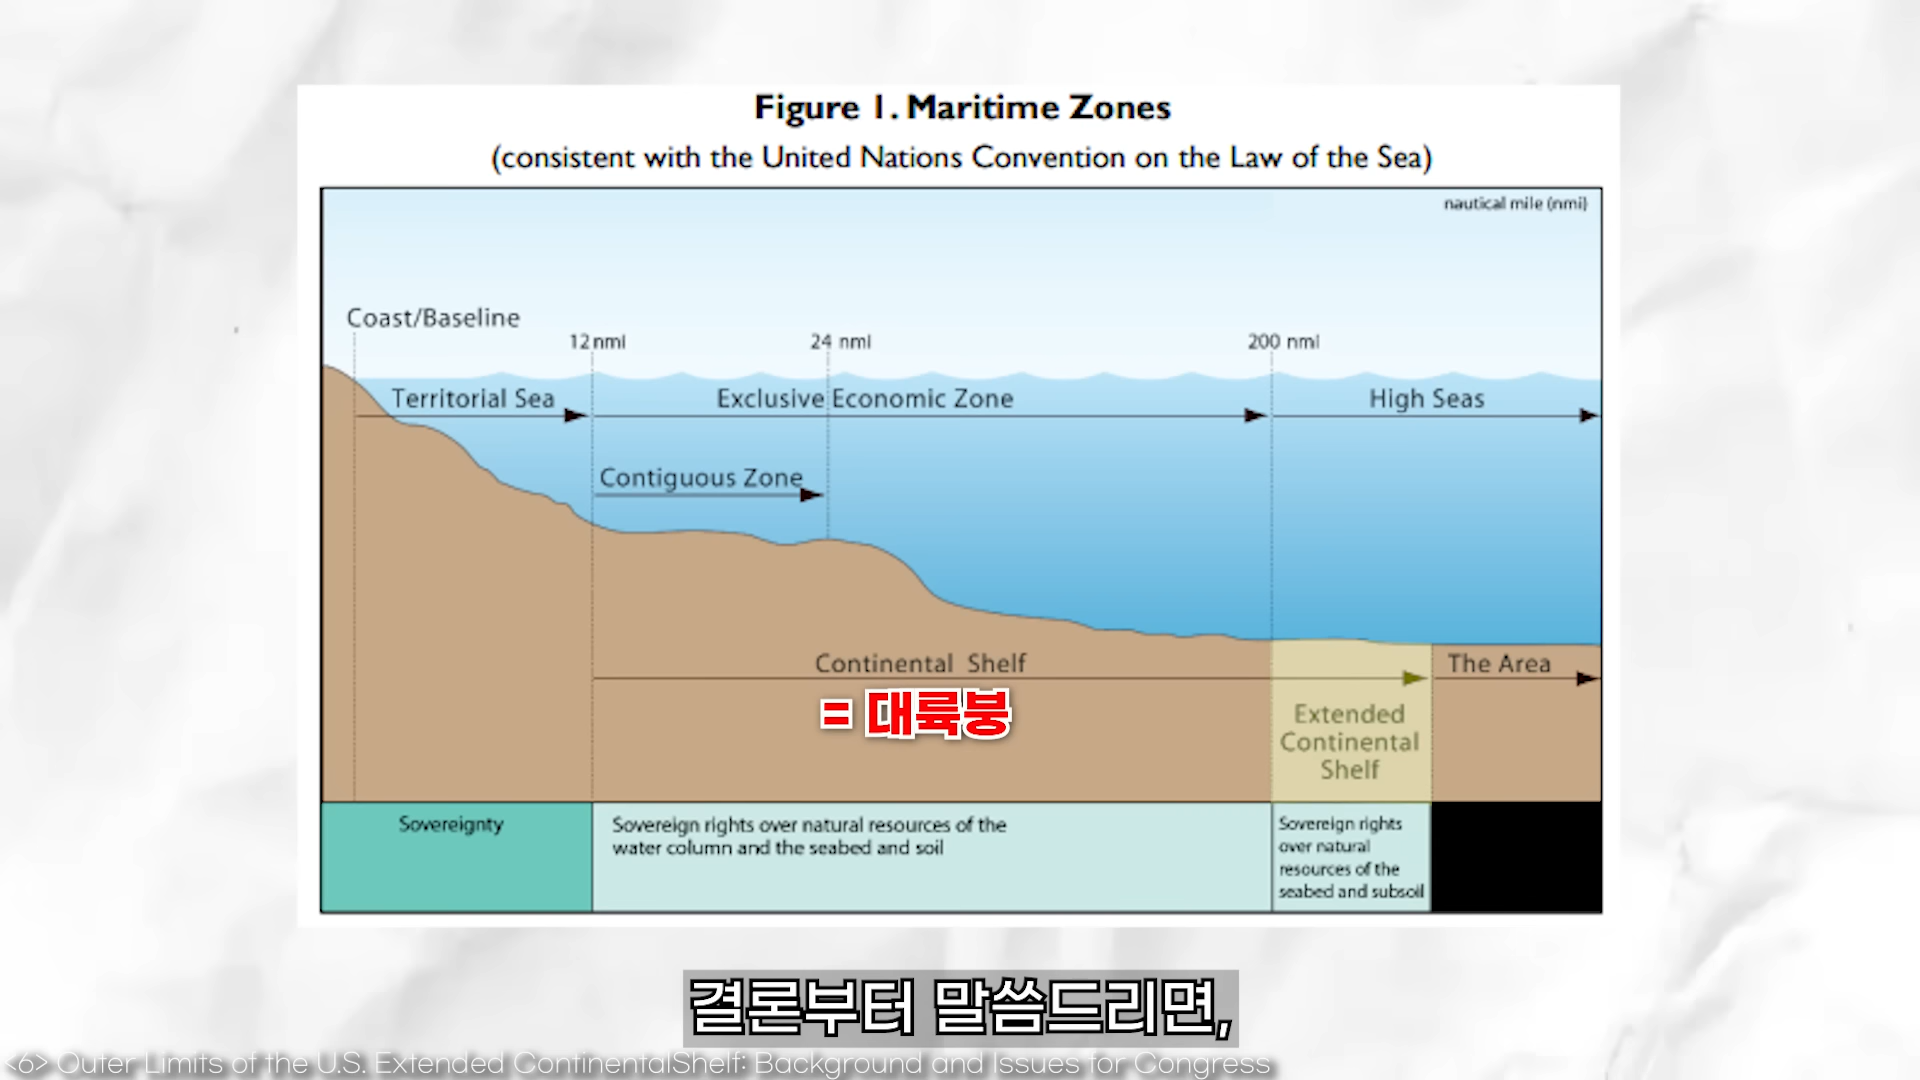 Figure 1. Maritime Zones
(consistent with the United Nations Convention on the Law of the Sea)
nautical mile (nmi)
Coast/Baseline
12 nmi
24 nmi
200 nmi
Territorial Sea
Exclusive Economic Zone
High Seas
Contiguous Zone
Continental Shelf
The Area
= 대륙붕
Extended
Continental
Shelf
Sovereignty
Sovereign rights over natural resources of the
water column and the seabed and soil
Sovereign rights
over natural
resources of the
seabed and subsoil
결론부터 말씀드리면,
<6> Outer Limits of the U.S. Extended ContinentalShelf: Background and Issues for Congress